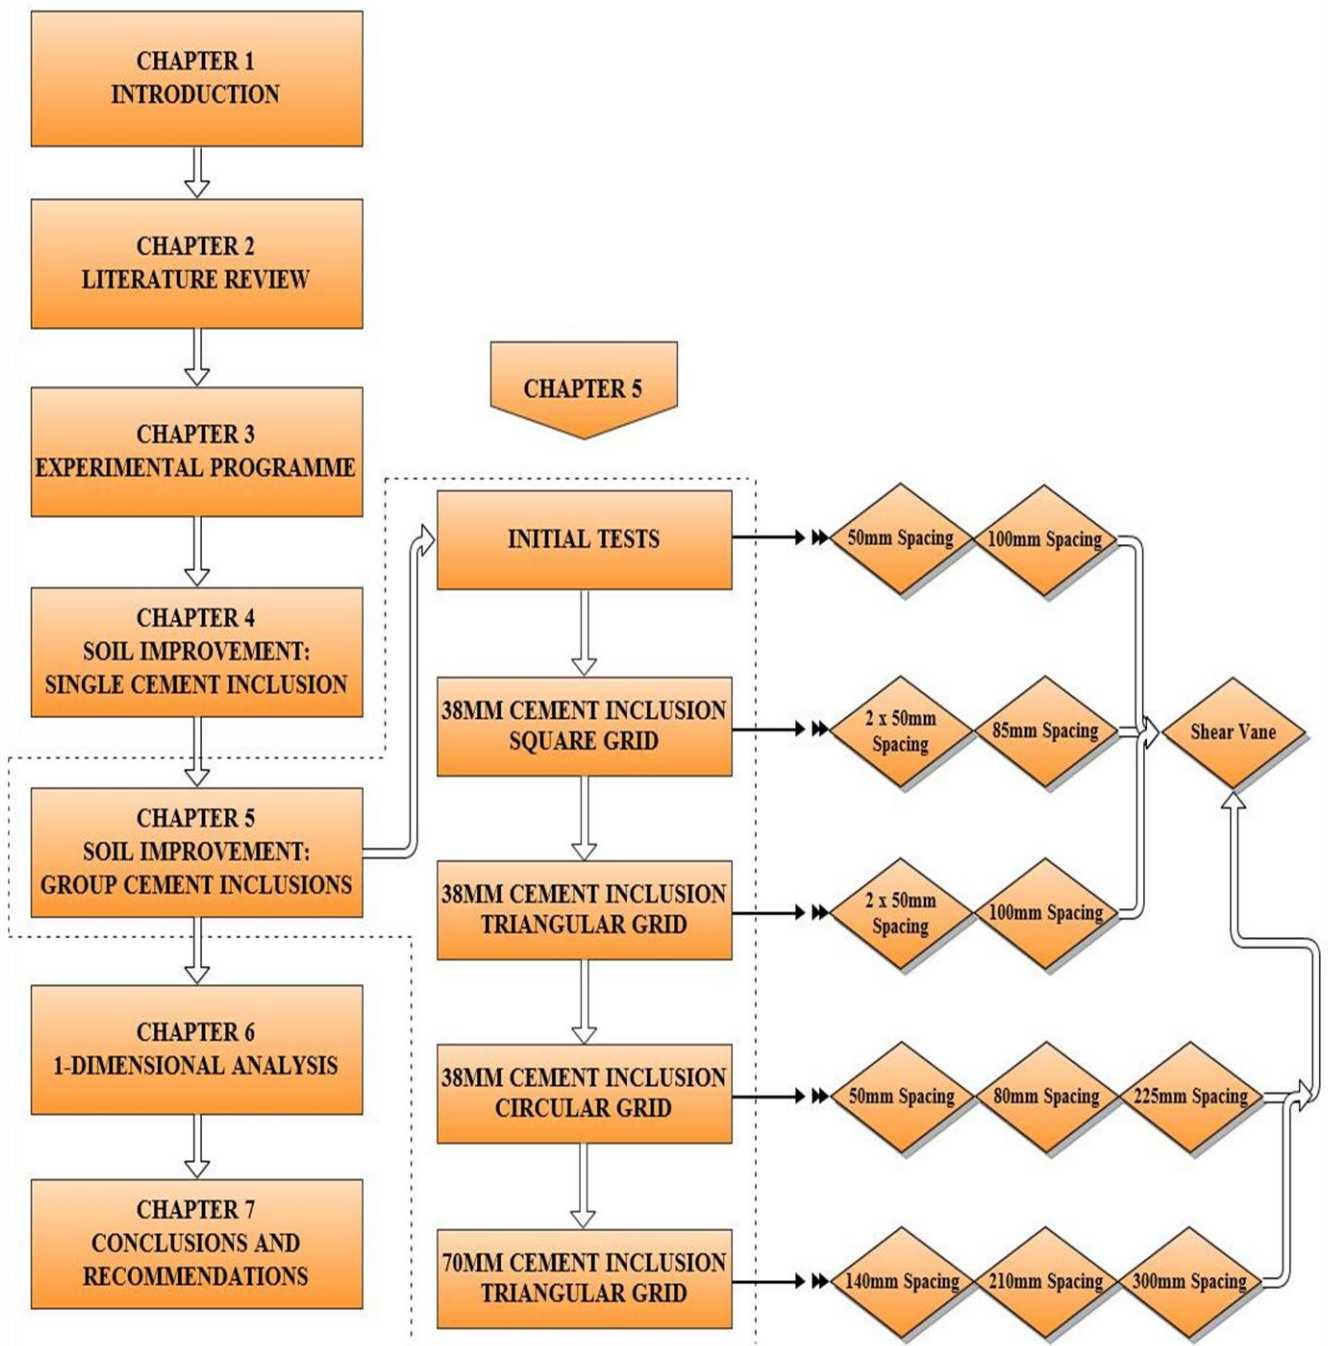 CHAPTER 1
INTRODUCTION
CHAPTER 2
LITERATURE REVIEW
CHAPTER 3
EXPERIMENTAL PROGRAMME
CHAPTER 4
SOIL IMPROVEMENT:
SINGLE CEMENT INCLUSION
CHAPTER 5
SOIL IMPROVEMENT:
GROUP CEMENT INCLUSIONS
CHAPTER 6
1-DIMENSIONAL ANALYSIS
CHAPTER 7
CONCLUSIONS AND
RECOMMENDATIONS
CHAPTER 5
INITIAL TESTS
50mm Spacing
100mm Spacing
38MM CEMENT INCLUSION
SQUARE GRID
2 x 50mm
Spacing
85mm Spacing
38MM CEMENT INCLUSION
TRIANGULAR GRID
2 x 50mm
Spacing
100mm Spacing
38MM CEMENT INCLUSION
CIRCULAR GRID
50mm Spacing
80mm Spacing
225mm Spacing
70MM CEMENT INCLUSION
TRIANGULAR GRID
140mm Spacing
210mm Spacing
300mm Spacing
Shear Vane